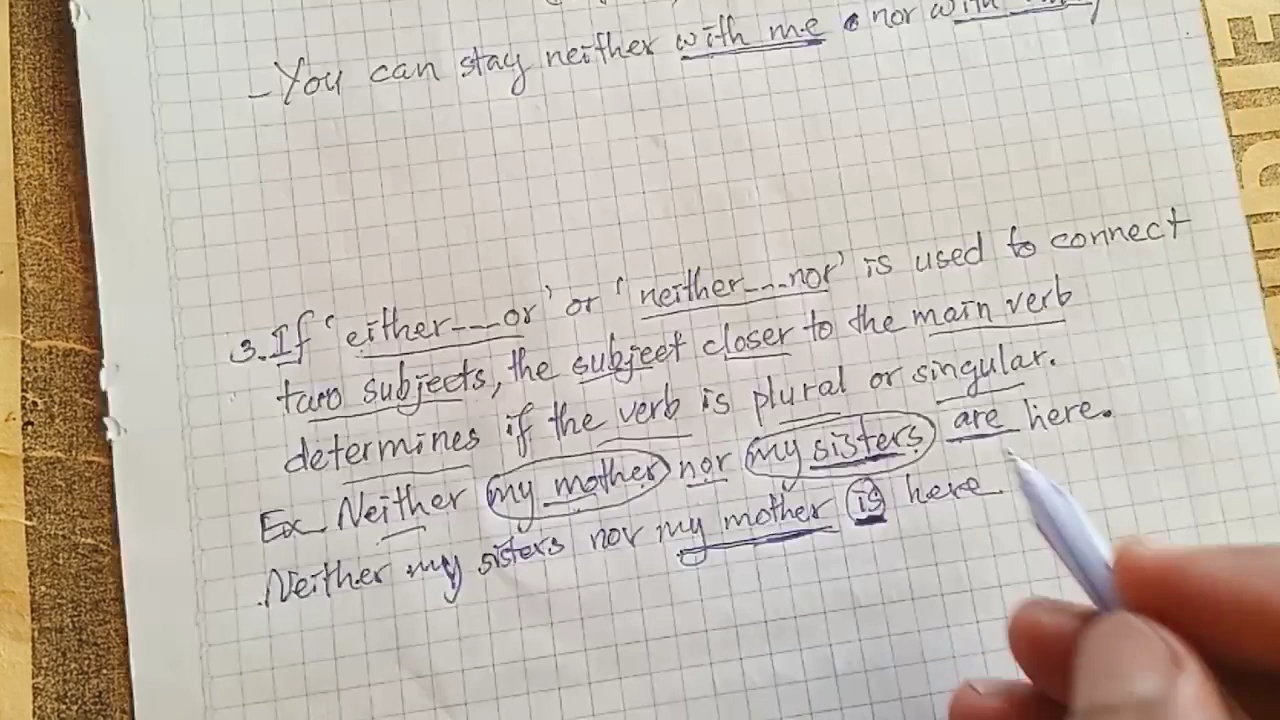 - You can stay neither with me nor with
3. If 'either---or' or 'neither---nor' is used to connect
two subjects, the subject closer to the main verb
determines if the verb is plural or singular.
Ex Neither my mother nor my sisters are here.
Neither my sisters nor my mother is here.